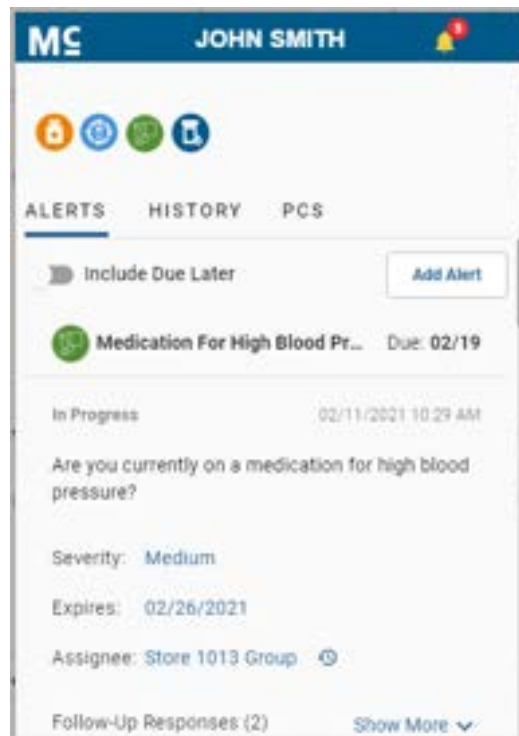 MC JOHN SMITH
ALERTS HISTORY PCS
Include Due Later Add Alert
Medication For High Blood Pr... Due: 02/19
In Progress 02/11/2021 10:29 AM
Are you currently on a medication for high blood
pressure?
Severity: Medium
Expires: 02/26/2021
Assignee: Store 1013 Group
Follow-Up Responses (2) Show More